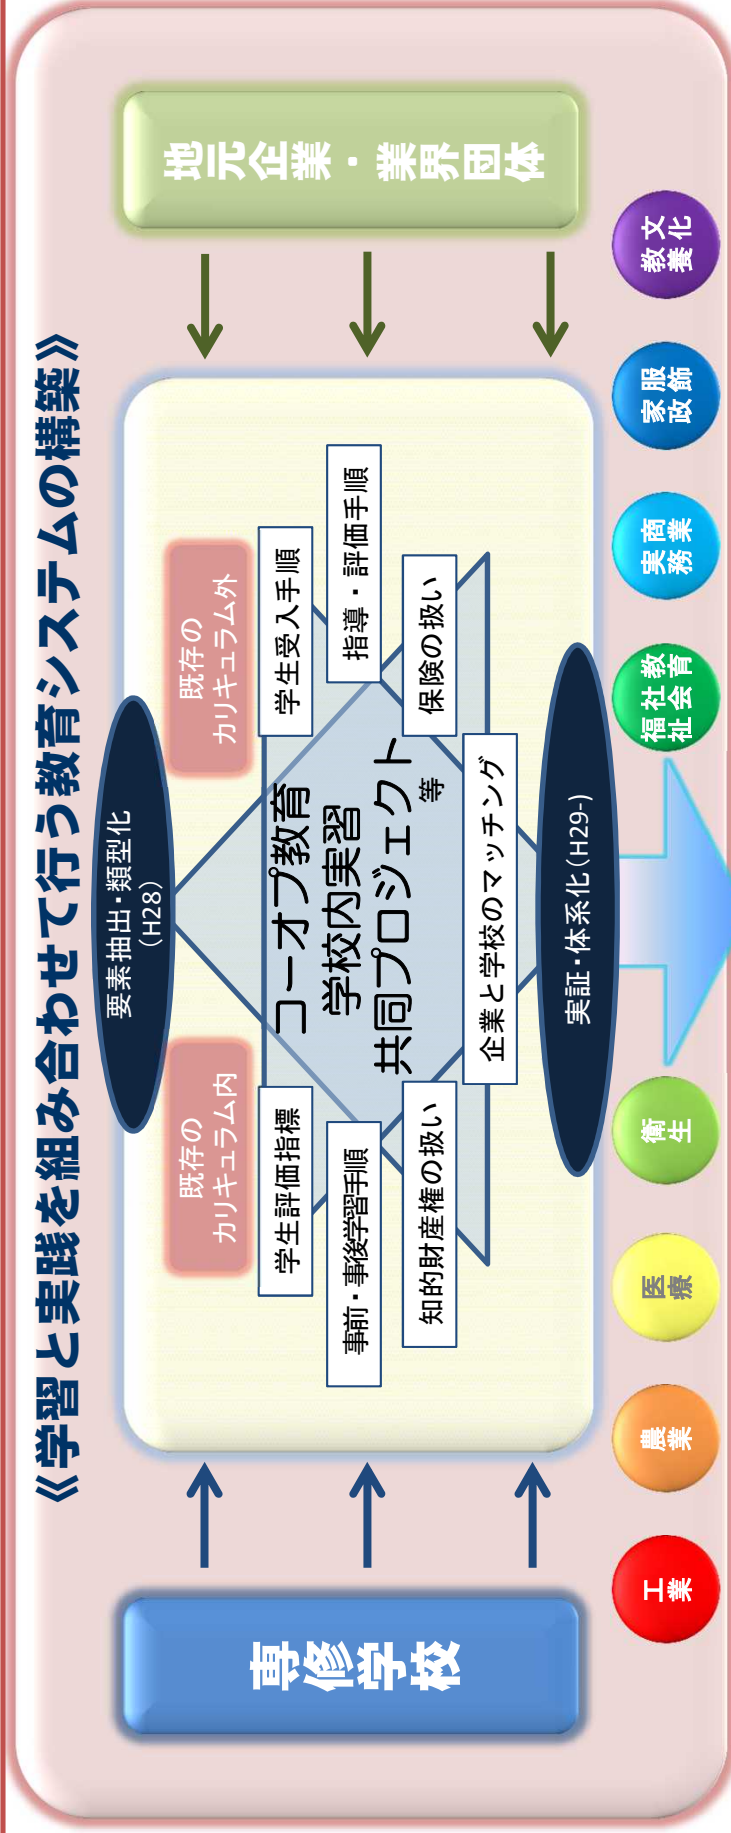 《学習と実践を組み合わせて行う教育システムの構築》
要素抽出・類型化
（H28）
専修学校
地元企業・業界団体
既存の
カリキュラム内
既存の
カリキュラム外
学生評価指標
学生受入手順
事前・事後学習手順
指導・評価手順
知的財産権の扱い
保険の扱い
コーオプ教育
学校内実習
共同プロジェクト
等
企業と学校のマッチング
実証・体系化（H29-）
工業
農業
医療
衛生
教育
社会
福祉
商業
実務
服飾
家政
文化
教養